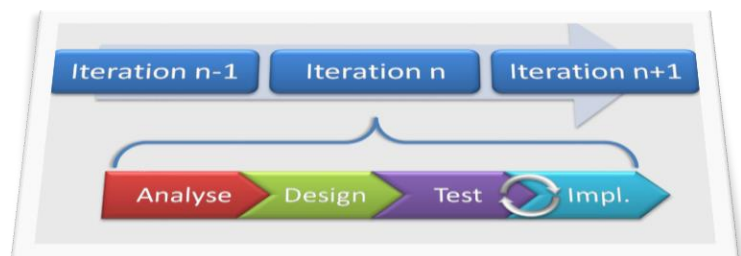 Iteration n-1 Iteration n Iteration n+1
Analyse Design Test Impl.